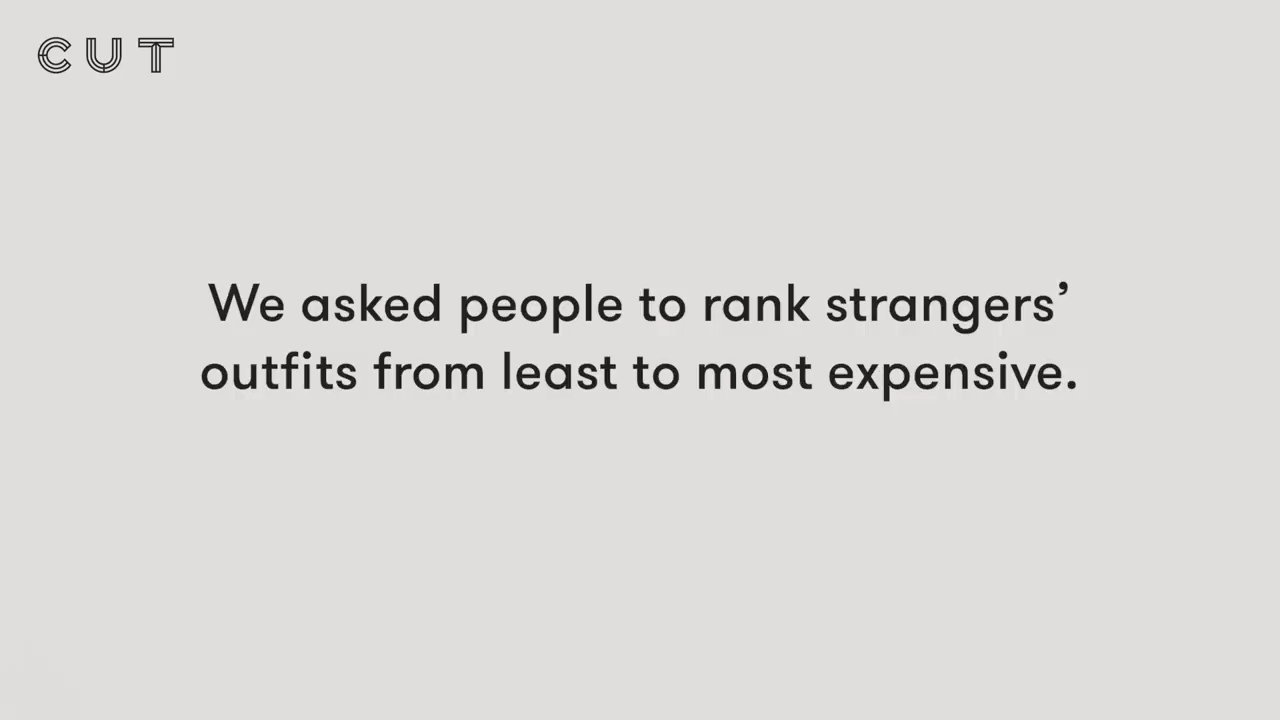 CUT
We asked people to rank strangers’
outfits from least to most expensive.